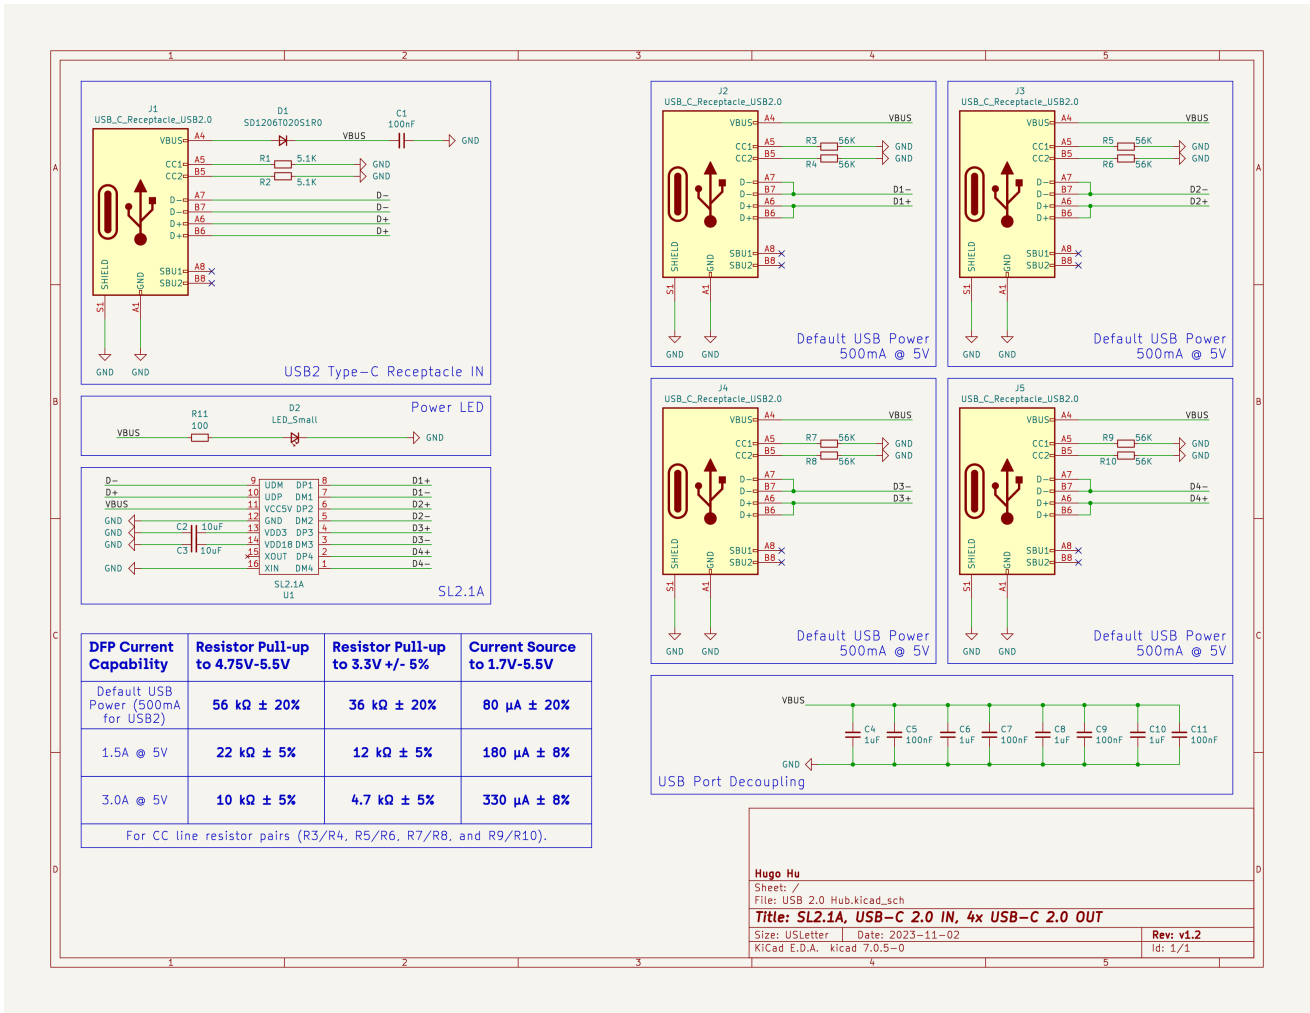 1 2 3 4 5
A
B
C
D
J1
USB_C_Receptacle_USB2.0
VBUS A4
CC1 A5
CC2 B5
D- A7
D- B7
D+ A6
D+ B6
SBU1 A8
SBU2 B8
SHIELD GND
S1 A1
GND GND
D1
SD1206T020S1R0
VBUS
C1
100nF
GND
R1 5.1K GND
R2 5.1K GND
D-
D-
D+
D+
USB2 Type-C Receptacle IN
Power LED
VBUS
R11
100
D2
LED_Small
GND
D- 9 UDM DP1 8 D1+
D+ 10 UDP DM1 7 D1-
VBUS 11 VCC5V DP2 6 D2+
GND 12 GND DM2 5 D2-
GND C2 10uF 13 VDD3 DP3 4 D3+
GND C3 10uF 14 VDD18 DM3 3 D3-
15 XOUT DP4 2 D4+
GND 16 XIN DM4 1 D4-
SL2.1A
U1
SL2.1A
J2
USB_C_Receptacle_USB2.0
VBUS A4 VBUS
CC1 A5 R3 56K GND
CC2 B5 R4 56K GND
D- A7
D- B7 D1-
D+ A6 D1+
D+ B6
SBU1 A8
SBU2 B8
SHIELD GND
S1 A1
GND GND
Default USB Power
500mA @ 5V
J3
USB_C_Receptacle_USB2.0
VBUS A4 VBUS
CC1 A5 R5 56K GND
CC2 B5 R6 56K GND
D- A7
D- B7 D2-
D+ A6 D2+
D+ B6
SBU1 A8
SBU2 B8
SHIELD GND
S1 A1
GND GND
Default USB Power
500mA @ 5V
J4
USB_C_Receptacle_USB2.0
VBUS A4 VBUS
CC1 A5 R7 56K GND
CC2 B5 R8 56K GND
D- A7
D- B7 D3-
D+ A6 D3+
D+ B6
SBU1 A8
SBU2 B8
SHIELD GND
S1 A1
GND GND
Default USB Power
500mA @ 5V
J5
USB_C_Receptacle_USB2.0
VBUS A4 VBUS
CC1 A5 R9 56K GND
CC2 B5 R10 56K GND
D- A7
D- B7 D4-
D+ A6 D4+
D+ B6
SBU1 A8
SBU2 B8
SHIELD GND
S1 A1
GND GND
Default USB Power
500mA @ 5V
DFP Current Resistor Pull-up Resistor Pull-up Current Source
Capability to 4.75V-5.5V to 3.3V +/- 5% to 1.7V-5.5V
Default USB
Power (500mA 56 kΩ ± 20% 36 kΩ ± 20% 80 µA ± 20%
for USB2)
1.5A @ 5V 22 kΩ ± 5% 12 kΩ ± 5% 180 µA ± 8%
3.0A @ 5V 10 kΩ ± 5% 4.7 kΩ ± 5% 330 µA ± 8%
For CC line resistor pairs (R3/R4, R5/R6, R7/R8, and R9/R10).
VBUS
C4 C5 C6 C7 C8 C9 C10 C11
1uF 100nF 1uF 100nF 1uF 100nF 1uF 100nF
GND
USB Port Decoupling
Hugo Hu
Sheet: /
File: USB 2.0 Hub.kicad_sch
Title: SL2.1A, USB-C 2.0 IN, 4x USB-C 2.0 OUT
Size: USLetter Date: 2023-11-02 Rev: v1.2
KiCad E.D.A. kicad 7.0.5-0 Id: 1/1
A
B
C
D
1 2 3 4 5